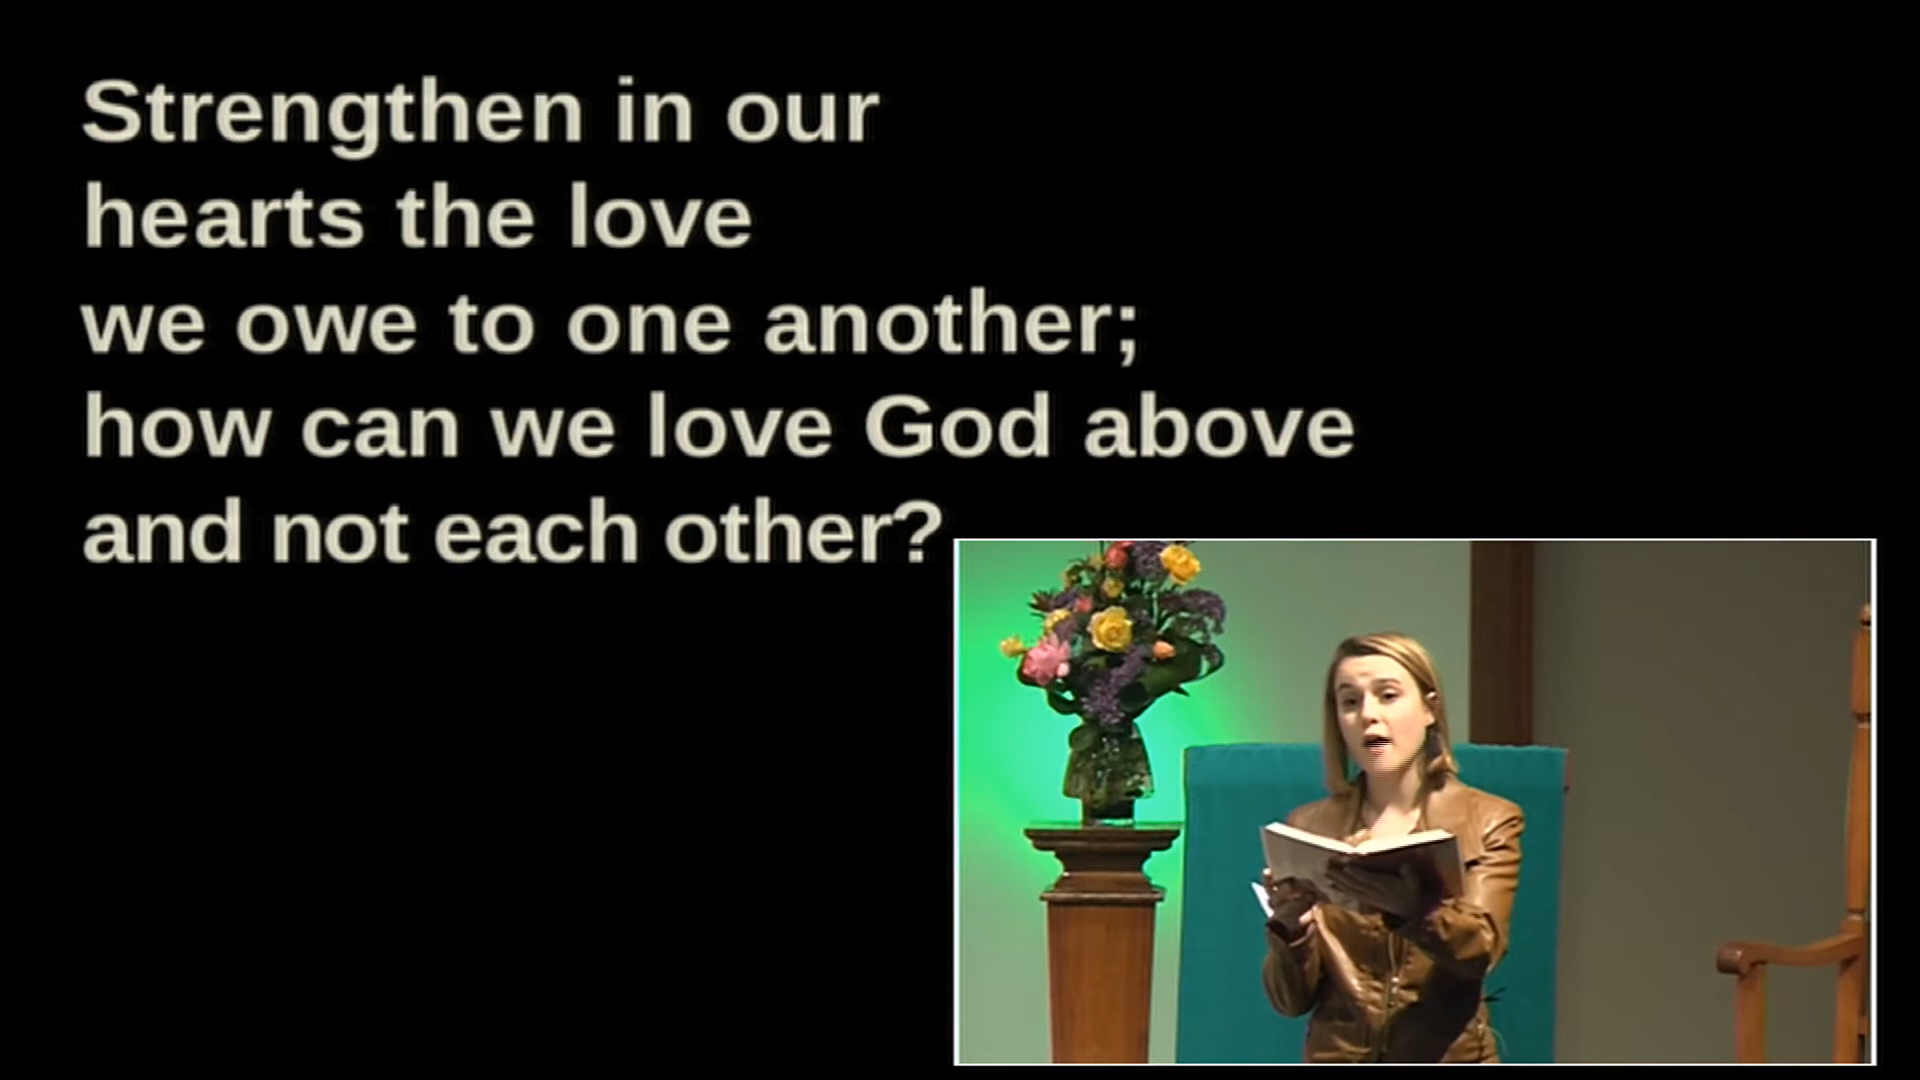 Strengthen in our
hearts the love
we owe to one another;
how can we love God above
and not each other?